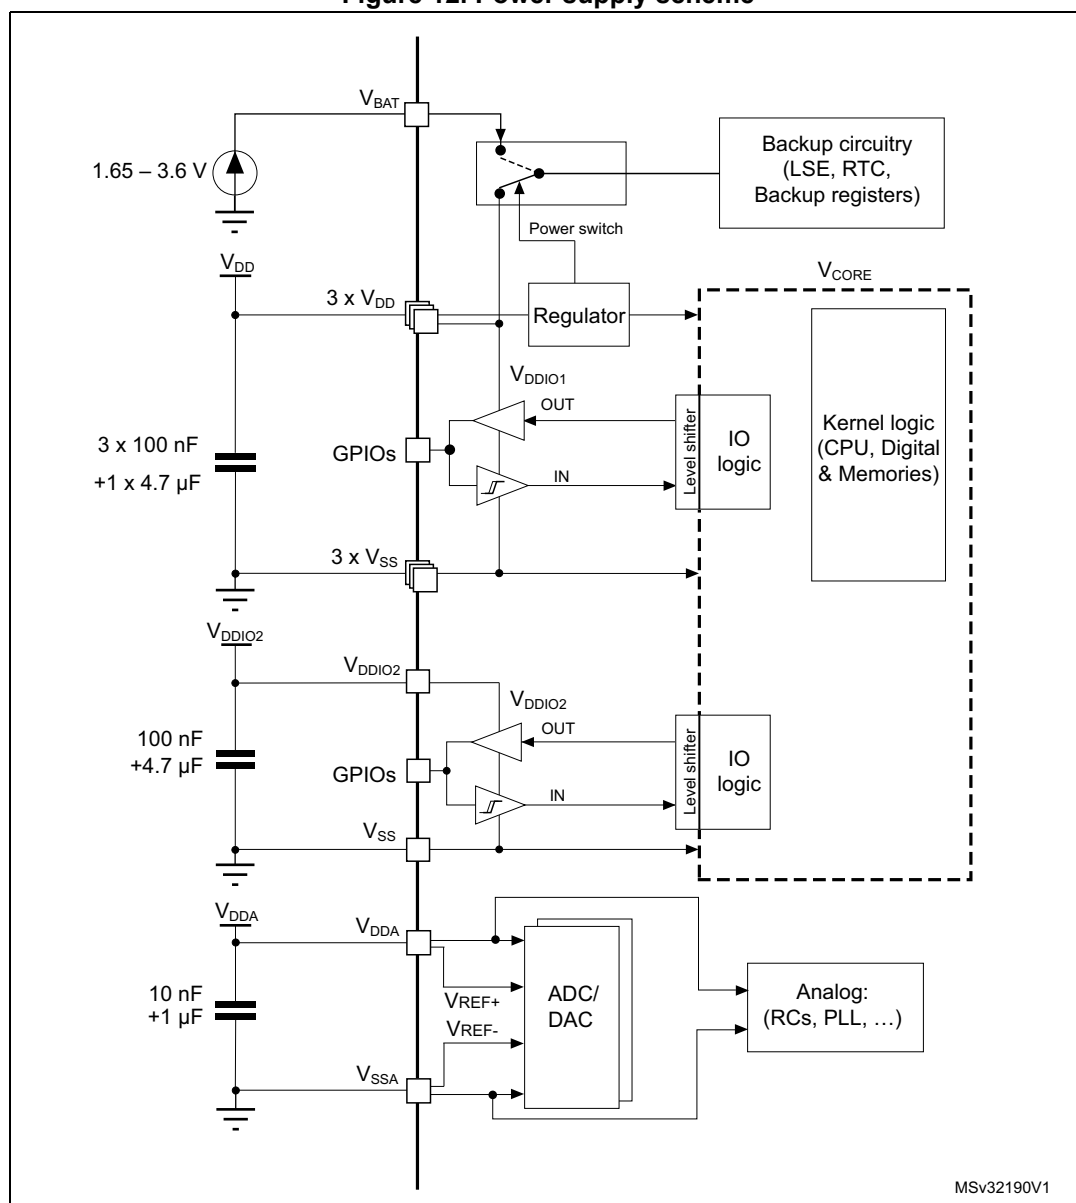 Figure 12. Power supply scheme
VBAT
1.65 – 3.6 V
Backup circuitry
(LSE, RTC,
Backup registers)
Power switch
VDD
3 x VDD
Regulator
VCORE
VDDIO1
OUT
3 x 100 nF
+1 x 4.7 µF
GPIOs
IN
Level shifter
IO
logic
Kernel logic
(CPU, Digital
& Memories)
3 x VSS
VDDIO2
VDDIO2
VDDIO2
OUT
100 nF
+4.7 µF
GPIOs
IN
Level shifter
IO
logic
VSS
VDDA
VDDA
10 nF
+1 µF
VREF+
VREF-
ADC/
DAC
Analog:
(RCs, PLL, …)
VSSA
MSv32190V1